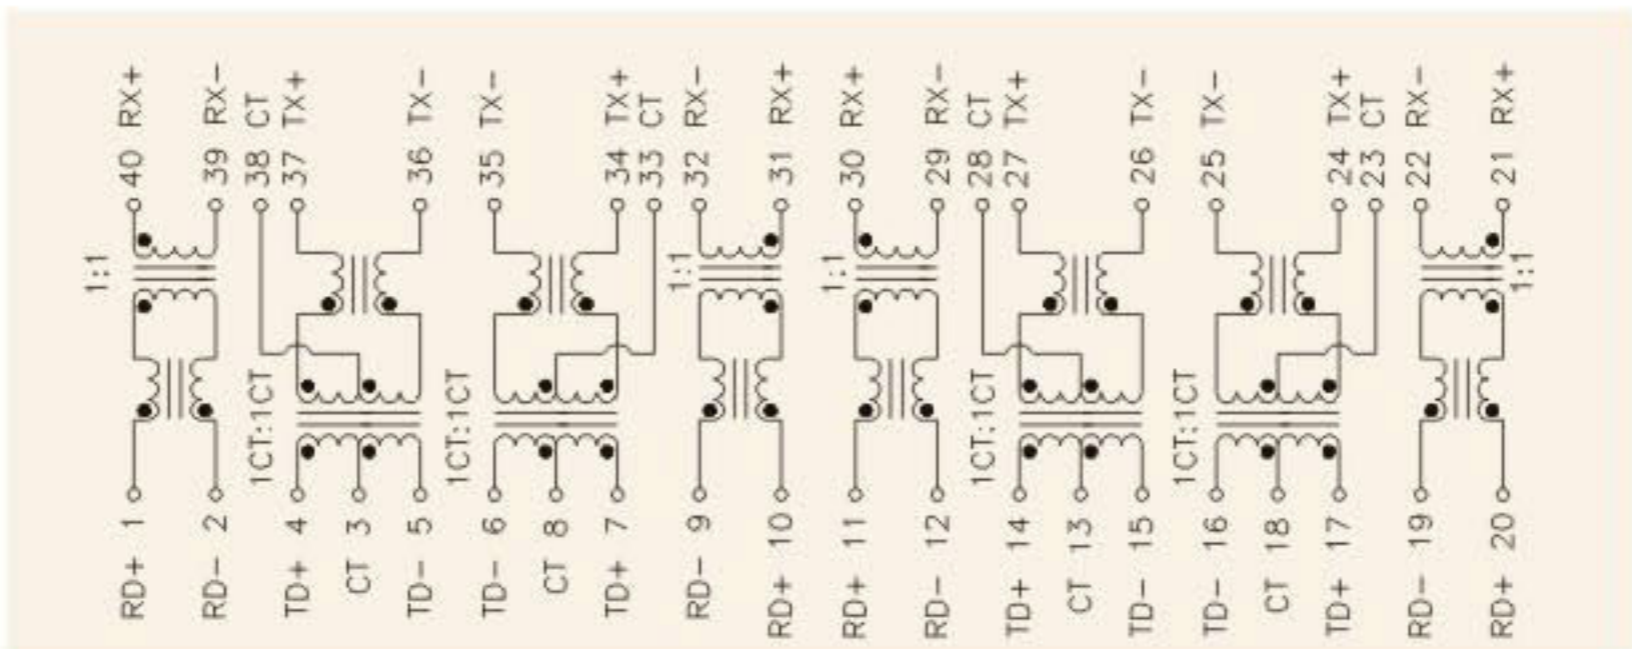 40 RX+
39 RX-
38 CT
37 TX+
36 TX-
35 TX-
34 TX+
33 CT
32 RX-
31 RX+
30 RX+
29 RX-
28 CT
27 TX+
26 TX-
25 TX-
24 TX+
23 CT
22 RX-
21 RX+
1:1
1CT:1CT
1CT:1CT
1:1
1:1
1CT:1CT
1CT:1CT
1:1
RD+ 1
RD- 2
TD+ 4
CT 3
TD- 5
TD- 6
CT 8
TD+ 7
RD- 9
RD+ 10
RD+ 11
RD- 12
TD+ 14
CT 13
TD- 15
TD- 16
CT 18
TD+ 17
RD- 19
RD+ 20